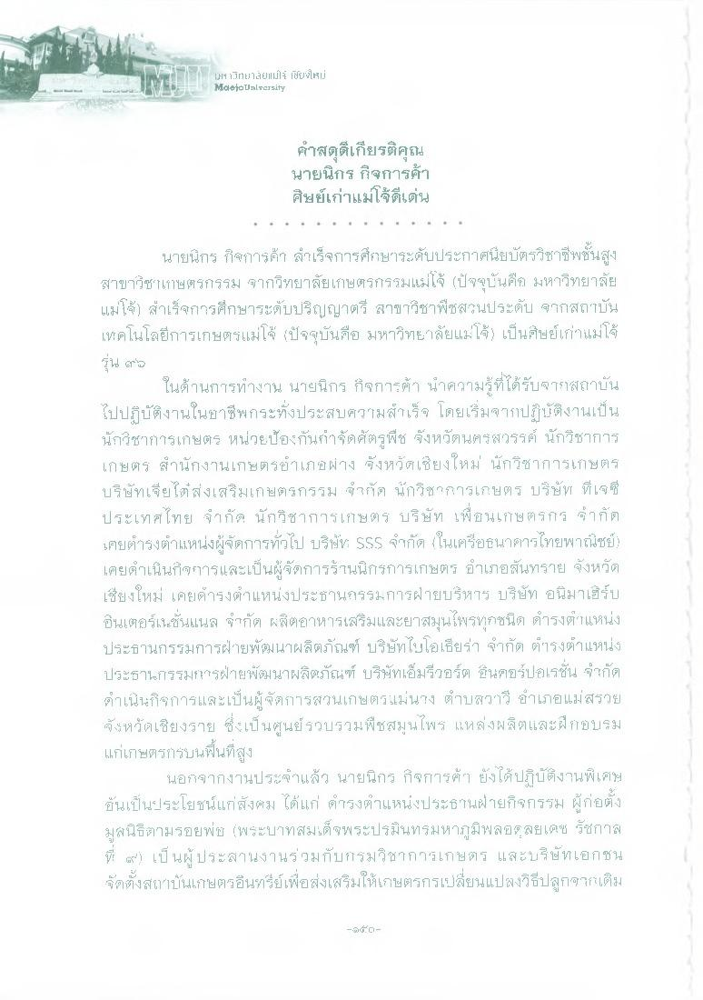 MJU
มหาวิทยาลัยแม่โจ้ เชียงใหม่
MaejoUniversity
คำสดุดีเกียรติคุณ
นายนิกร กิจการค้า
ศิษย์เก่าแม่โจ้ดีเด่น
. . . . . . . . . . . . . . .
นายนิกร กิจการค้า สำเร็จการศึกษาระดับประกาศนียบัตรวิชาชีพชั้นสูง
สาขาวิชาเกษตรกรรม จากวิทยาลัยเกษตรกรรมแม่โจ้ (ปัจจุบันคือ มหาวิทยาลัย
แม่โจ้) สำเร็จการศึกษาระดับปริญญาตรี สาขาวิชาพืชสวนประดับ จากสถาบัน
เทคโนโลยีการเกษตรแม่โจ้ (ปัจจุบันคือ มหาวิทยาลัยแม่โจ้) เป็นศิษย์เก่าแม่โจ้
รุ่น ๓๖
ในด้านการทำงาน นายนิกร กิจการค้า นำความรู้ที่ได้รับจากสถาบัน
ไปปฏิบัติงานในอาชีพกระทั่งประสบความสำเร็จ โดยเริ่มจากปฏิบัติงานเป็น
นักวิชาการเกษตร หน่วยป้องกันกำจัดศัตรูพืช จังหวัดนครสวรรค์ นักวิชาการ
เกษตร สำนักงานเกษตรอำเภอฝาง จังหวัดเชียงใหม่ นักวิชาการเกษตร
บริษัทเจียไต๋ส่งเสริมเกษตรกรรม จำกัด นักวิชาการเกษตร บริษัท ทีเจซี
ประเทศไทย จำกัด นักวิชาการเกษตร บริษัท เพื่อนเกษตรกร จำกัด
เคยดำรงตำแหน่งผู้จัดการทั่วไป บริษัท SSS จำกัด (ในเครือธนาคารไทยพาณิชย์)
เคยดำเนินกิจการและเป็นผู้จัดการร้านนิกรการเกษตร อำเภอสันทราย จังหวัด
เชียงใหม่ เคยดำรงตำแหน่งประธานกรรมการฝ่ายบริหาร บริษัท อนิมาเฮิร์บ
อินเตอร์เนชั่นแนล จำกัด ผลิตอาหารเสริมและยาสมุนไพรทุกชนิด ดำรงตำแหน่ง
ประธานกรรมการฝ่ายพัฒนาผลิตภัณฑ์ บริษัทไบโอเธียร่า จำกัด ดำรงตำแหน่ง
ประธานกรรมการฝ่ายพัฒนาผลิตภัณฑ์ บริษัทเอ็มรีวอร์ด อินคอร์ปอเรชั่น จำกัด
ดำเนินกิจการและเป็นผู้จัดการสวนเกษตรแม่นาง ตำบลวาวี อำเภอแม่สรวย
จังหวัดเชียงราย ซึ่งเป็นศูนย์รวบรวมพืชสมุนไพร แหล่งผลิตและฝึกอบรม
แก่เกษตรกรบนพื้นที่สูง
นอกจากงานประจำแล้ว นายนิกร กิจการค้า ยังได้ปฏิบัติงานพิเศษ
อันเป็นประโยชน์แก่สังคม ได้แก่ ดำรงตำแหน่งประธานฝ่ายกิจกรรม ผู้ก่อตั้ง
มูลนิธิตามรอยพ่อ (พระบาทสมเด็จพระปรมินทรมหาภูมิพลอดุลยเดช รัชกาล
ที่ ๙) เป็นผู้ประสานงานร่วมกับกรมวิชาการเกษตร และบริษัทเอกชน
จัดตั้งสถาบันเกษตรอินทรีย์เพื่อส่งเสริมให้เกษตรกรเปลี่ยนแปลงวิธีปลูกจากเดิม
-๑๕๐-